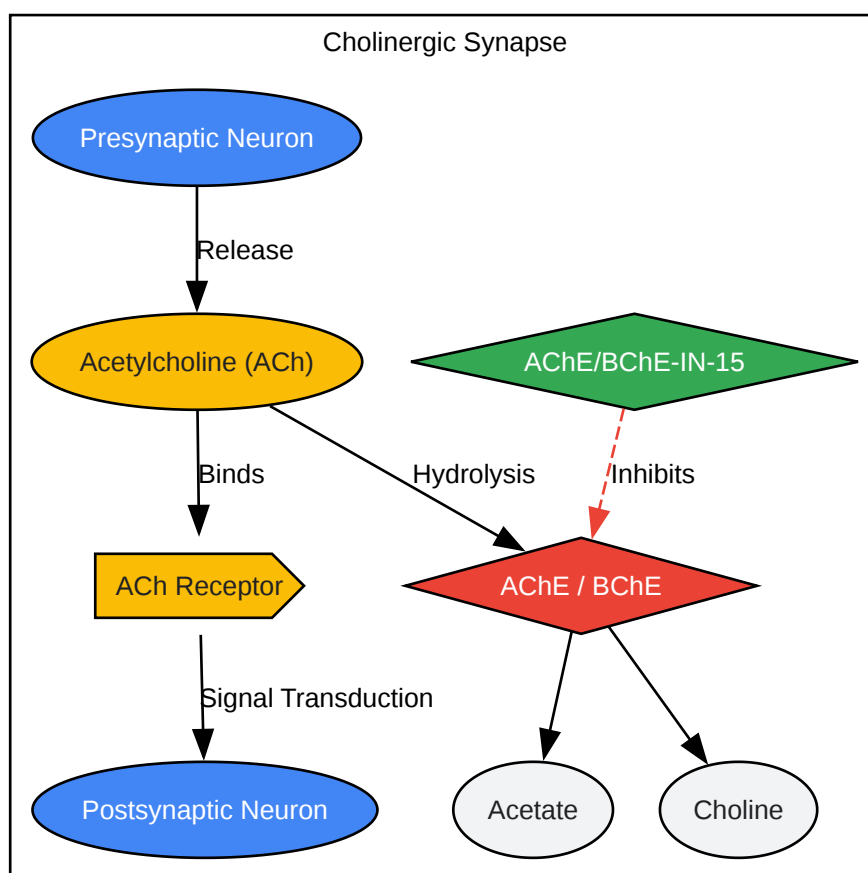 Cholinergic Synapse
Presynaptic Neuron
Release
Acetylcholine (ACh)
AChE/BChE-IN-15
Binds
Hydrolysis
Inhibits
ACh Receptor
AChE / BChE
Signal Transduction
Postsynaptic Neuron
Acetate
Choline